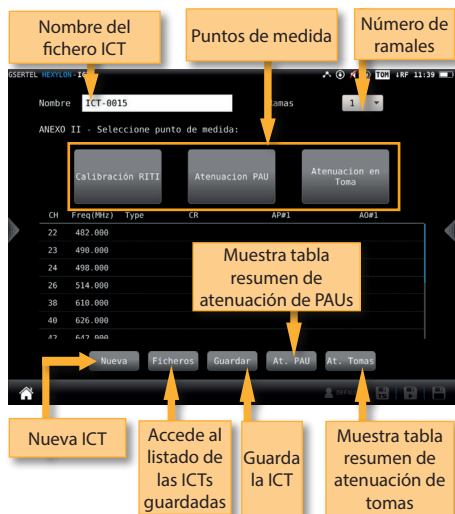 Nombre del
fichero ICT
Puntos de medida
Número de
ramales
GSERTEL HEXYLON-I
TOM ↓RF 11:39
Nombre ICT-0015 Ramas 1
ANEXO II - Seleccione punto de medida:
Calibración RITI
Atenuacion PAU
Atenuacion en
Toma
CH Freq(MHz) Type CR AP#1 AO#1
22 482.000
23 490.000
24 498.000
26 514.000
38 610.000
40 626.000
42 642.000
Muestra tabla
resumen de
atenuación de PAUs
Nueva Ficheros Guardar At. PAU At. Tomas
Nueva ICT
Accede al
listado de
las ICTs
guardadas
Guarda
la ICT
Muestra tabla
resumen de
atenuación de
tomas